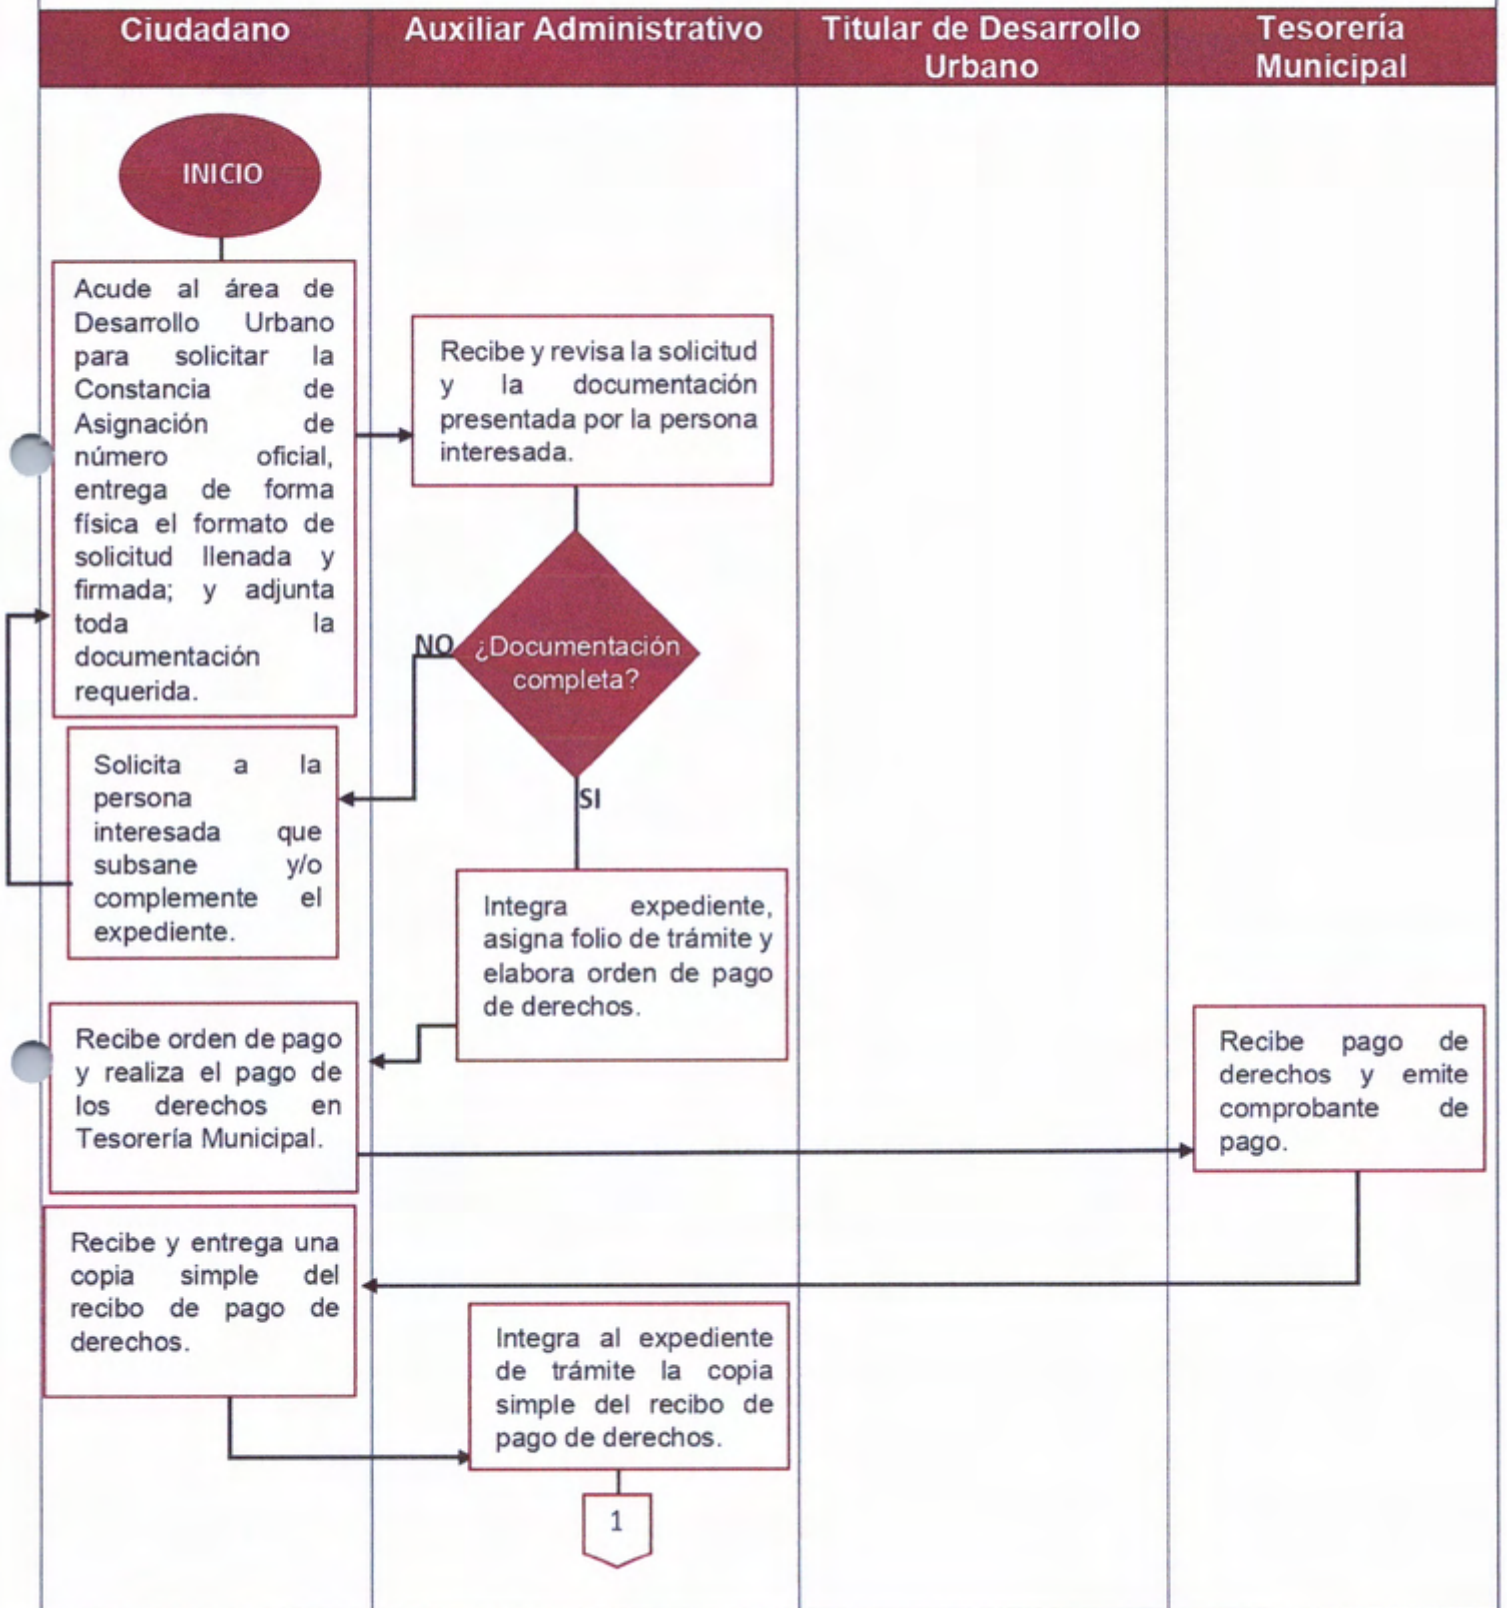 Ciudadano
Auxiliar Administrativo
Titular de Desarrollo
Urbano
Tesorería
Municipal
INICIO
Acude al área de
Desarrollo Urbano
para solicitar la
Constancia de
Asignación de
número oficial,
entrega de forma
física el formato de
solicitud llenada y
firmada; y adjunta
toda la
documentación
requerida.
Recibe y revisa la solicitud
y la documentación
presentada por la persona
interesada.
NO
¿Documentación
completa?
SI
Solicita a la
persona
interesada que
subsane y/o
complemente el
expediente.
Integra expediente,
asigna folio de trámite y
elabora orden de pago
de derechos.
Recibe orden de pago
y realiza el pago de
los derechos en
Tesorería Municipal.
Recibe pago de
derechos y emite
comprobante de
pago.
Recibe y entrega una
copia simple del
recibo de pago de
derechos.
Integra al expediente
de trámite la copia
simple del recibo de
pago de derechos.
1